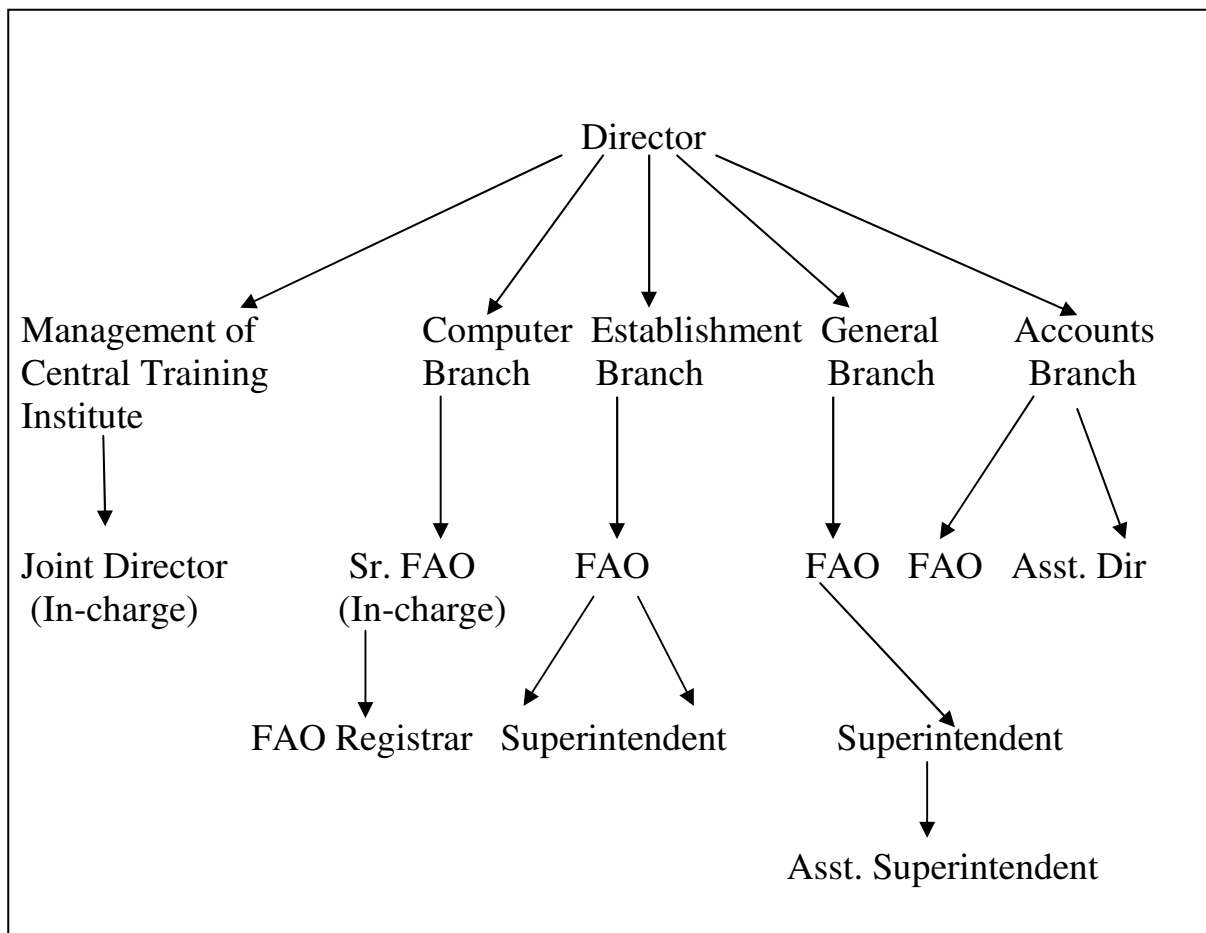 Director
Management of Central Training Institute
Computer Branch
Establishment Branch
General Branch
Accounts Branch
Joint Director
(In-charge)
Sr. FAO
(In-charge)
FAO
FAO
FAO
Asst. Dir
FAO Registrar
Superintendent
Superintendent
Asst. Superintendent